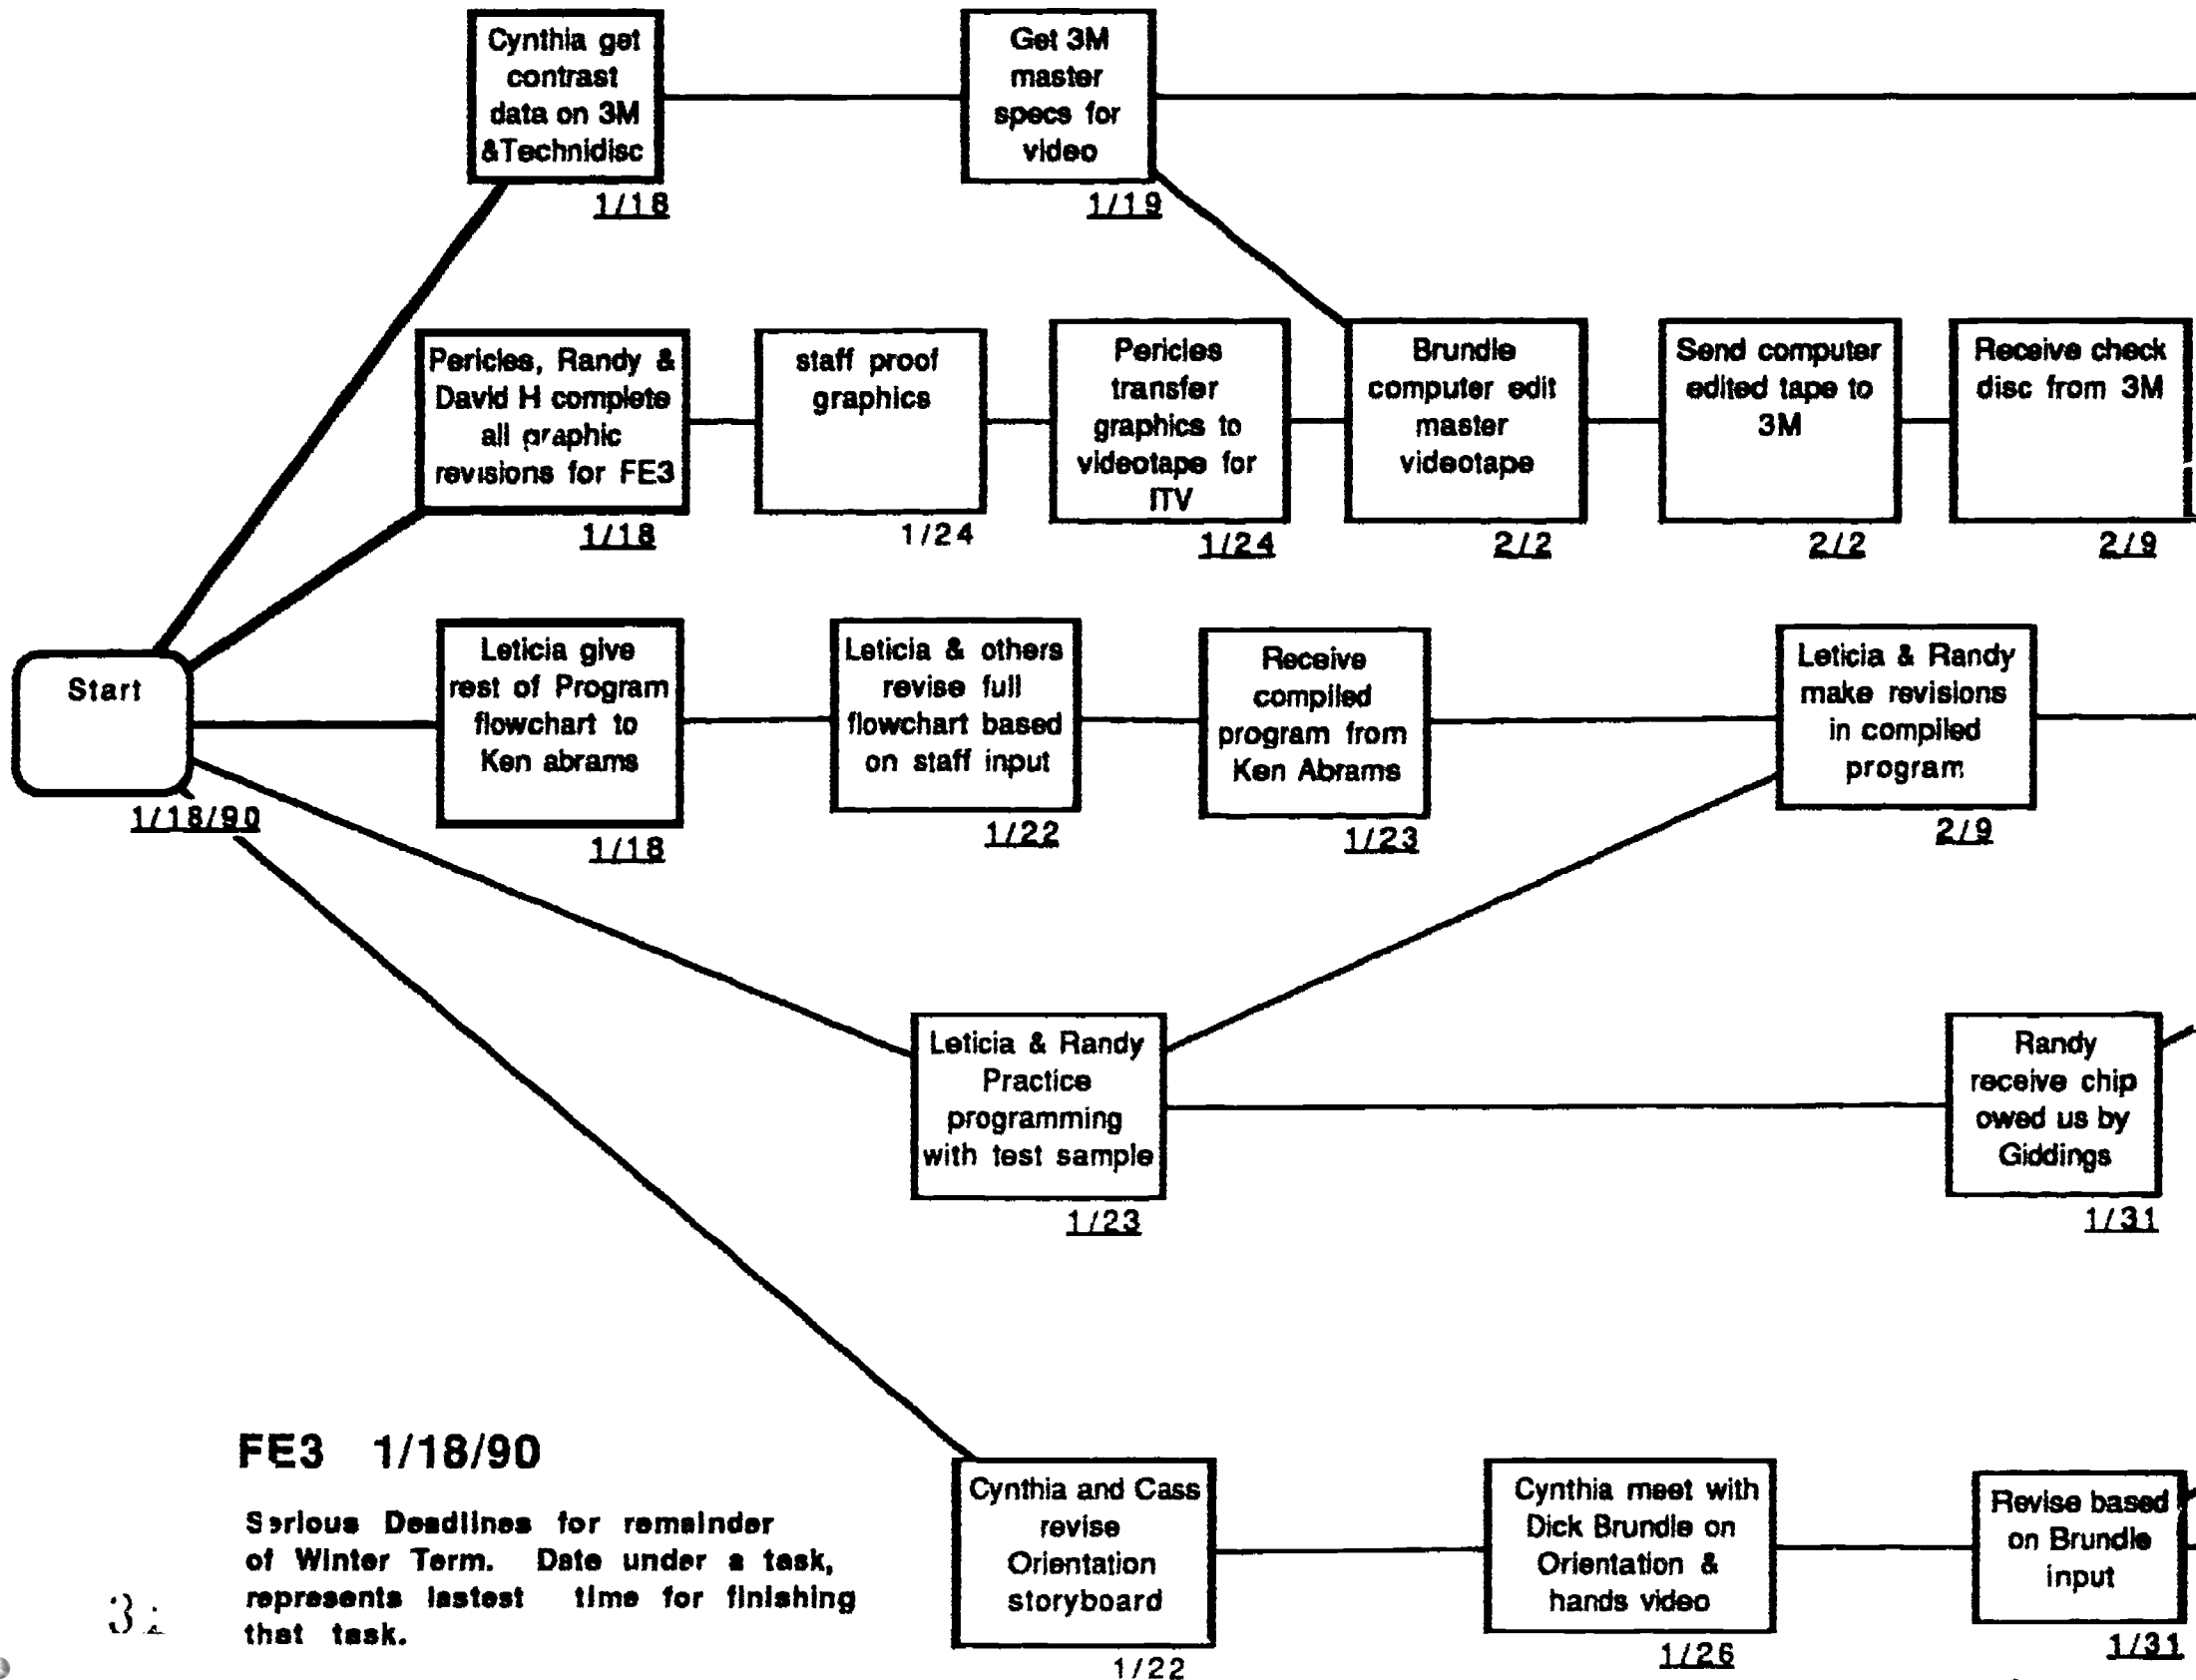 Cynthia get
contrast
data on 3M
&Technidisc
1/18
Get 3M
master
specs for
video
1/19
Pericles, Randy &
David H complete
all graphic
revisions for FE3
1/18
staff proof
graphics
1/24
Pericles
transfer
graphics to
videotape for
ITV
1/24
Brundle
computer edit
master
videotape
2/2
Send computer
edited tape to
3M
2/2
Receive check
disc from 3M
2/9
Start
1/18/90
Leticia give
rest of Program
flowchart to
Ken abrams
1/18
Leticia & others
revise full
flowchart based
on staff input
1/22
Receive
compiled
program from
Ken Abrams
1/23
Leticia & Randy
make revisions
in compiled
program
2/9
Leticia & Randy
Practice
programming
with test sample
1/23
Randy
receive chip
owed us by
Giddings
1/31
Cynthia and Cass
revise
Orientation
storyboard
1/22
Cynthia meet with
Dick Brundle on
Orientation &
hands video
1/26
Revise based
on Brundle
input
1/31
FE3 1/18/90
Serious Deadlines for remainder
of Winter Term. Date under a task,
represents lastest time for finishing
that task.